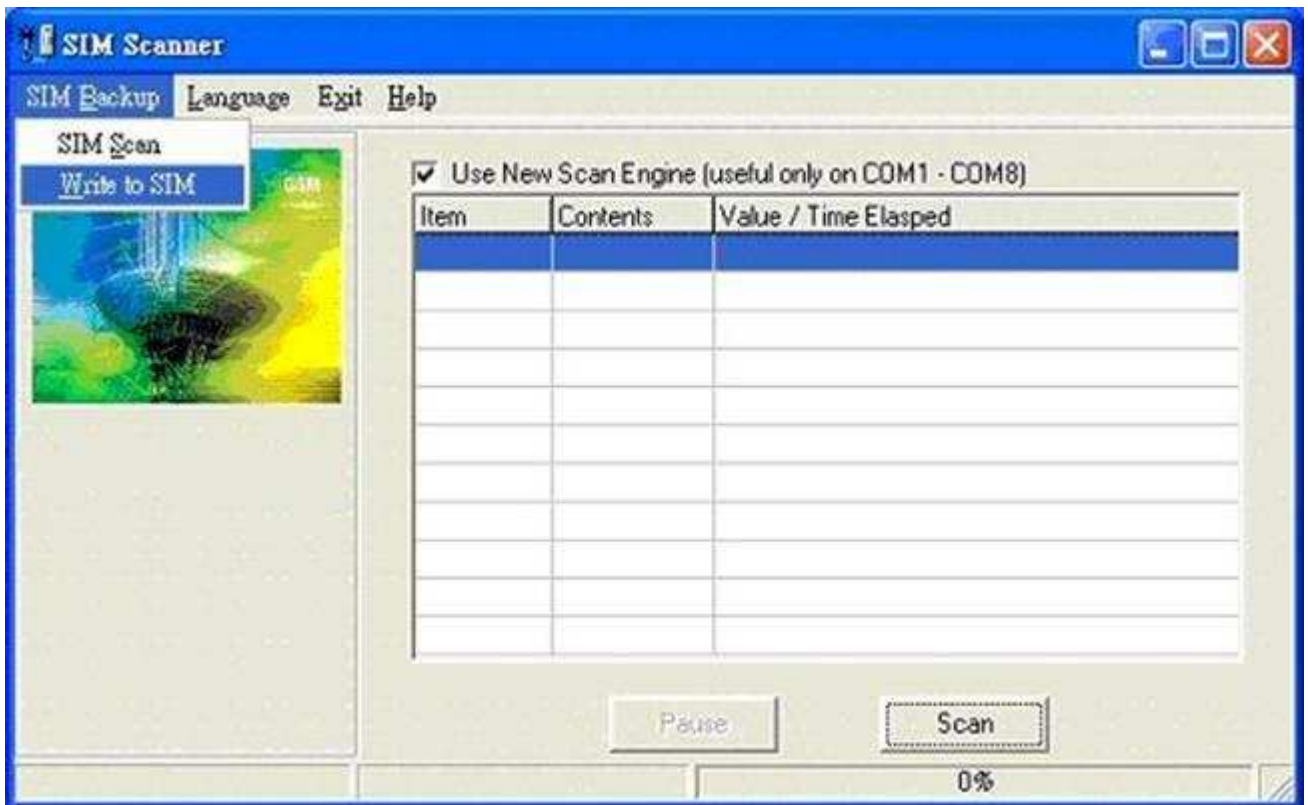 SIM Scanner
SIM Backup Language Exit Help
SIM Scan
Write to SIM
GSM
Use New Scan Engine (useful only on COM1 - COM8)
Item Contents Value / Time Elasped
Pause Scan
0%